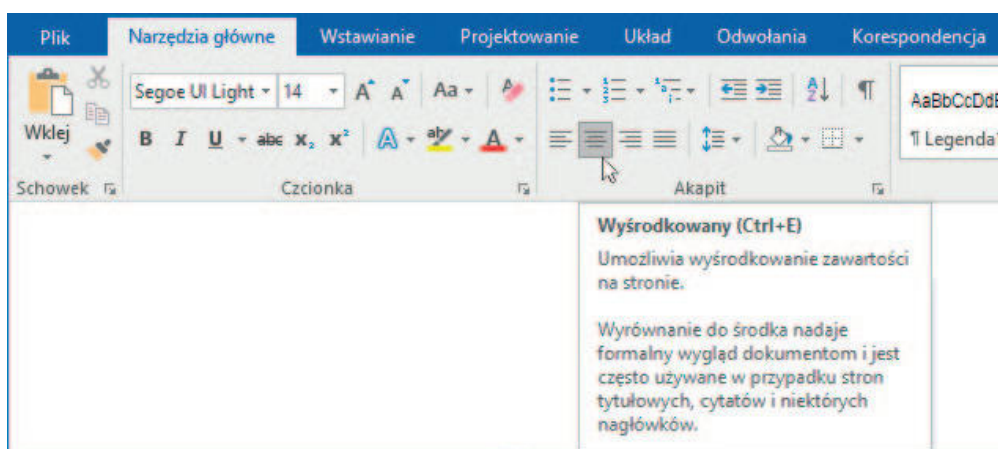 Plik Narzędzia główne Wstawianie Projektowanie Układ Odwołania Korespondencja
Segoe UI Light 14 A A Aa
AaBbCcDdE
Wklej
B I U abc x₂ x² A aby A
¶ Legenda
Schowek Czcionka Akapit
Wyśrodkowany (Ctrl+E)
Umożliwia wyśrodkowanie zawartości
na stronie.
Wyrównanie do środka nadaje
formalny wygląd dokumentom i jest
często używane w przypadku stron
tytułowych, cytatów i niektórych
nagłówków.